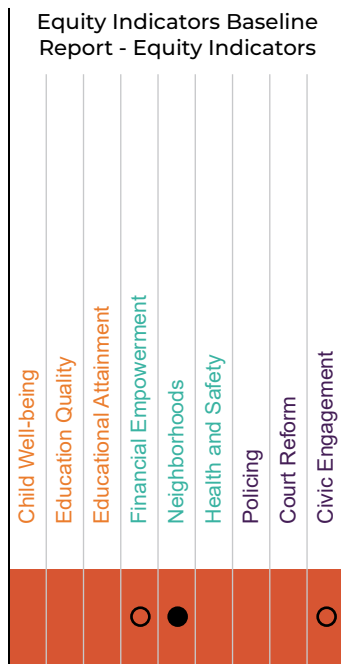 Equity Indicators Baseline
Report - Equity Indicators
Child Well-being
Education Quality
Educational Attainment
Financial Empowerment
Neighborhoods
Health and Safety
Policing
Court Reform
Civic Engagement